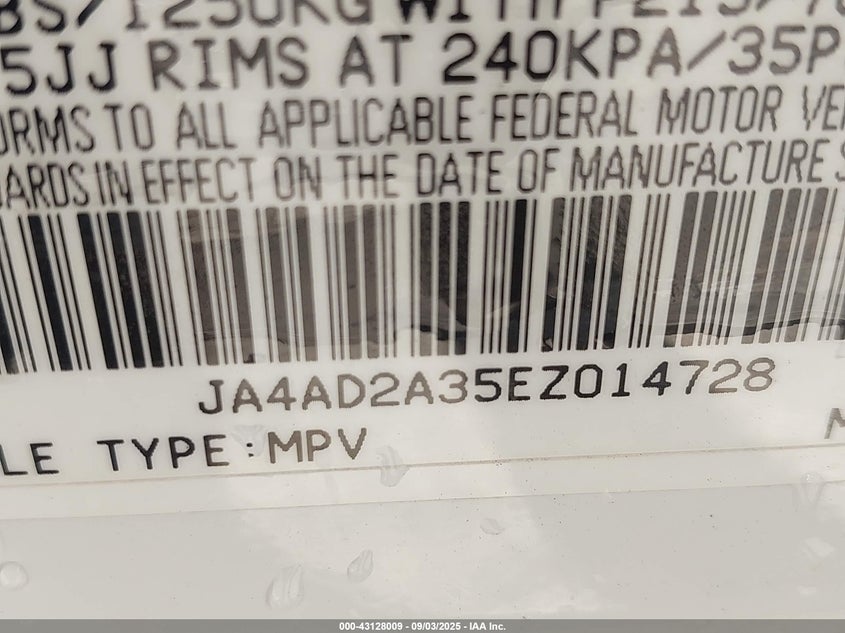 5JJ RIMS AT 240KPA/35P
ORMS TO ALL APPLICABLE FEDERAL MOTOR VE
ARDS IN EFFECT ON THE DATE OF MANUFACTURE S
JA4AD2A35EZ014728
LE TYPE:MPV
000-43128009 - 09/03/2025 - IAA Inc.